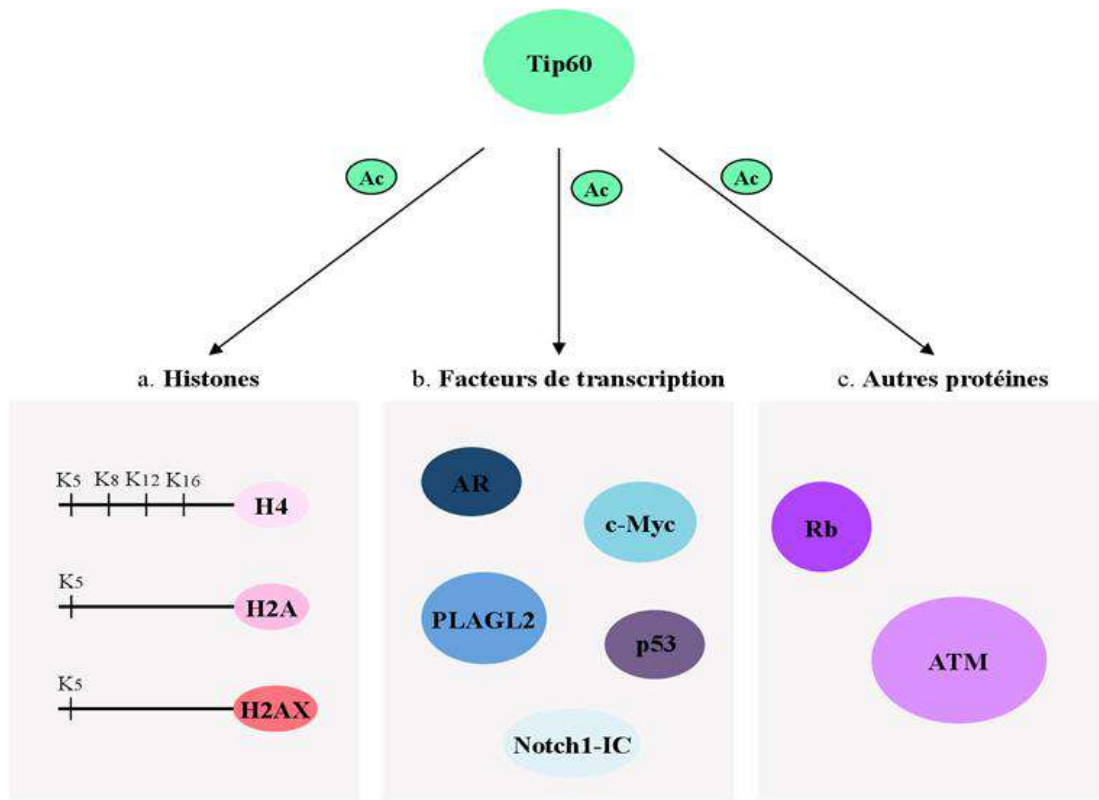 Tip60
Ac
Ac
Ac
a. Histones
b. Facteurs de transcription
c. Autres protéines
K5 K8 K12 K16
H4
K5
H2A
K5
H2AX
AR
c-Myc
PLAGL2
p53
Notch1-IC
Rb
ATM